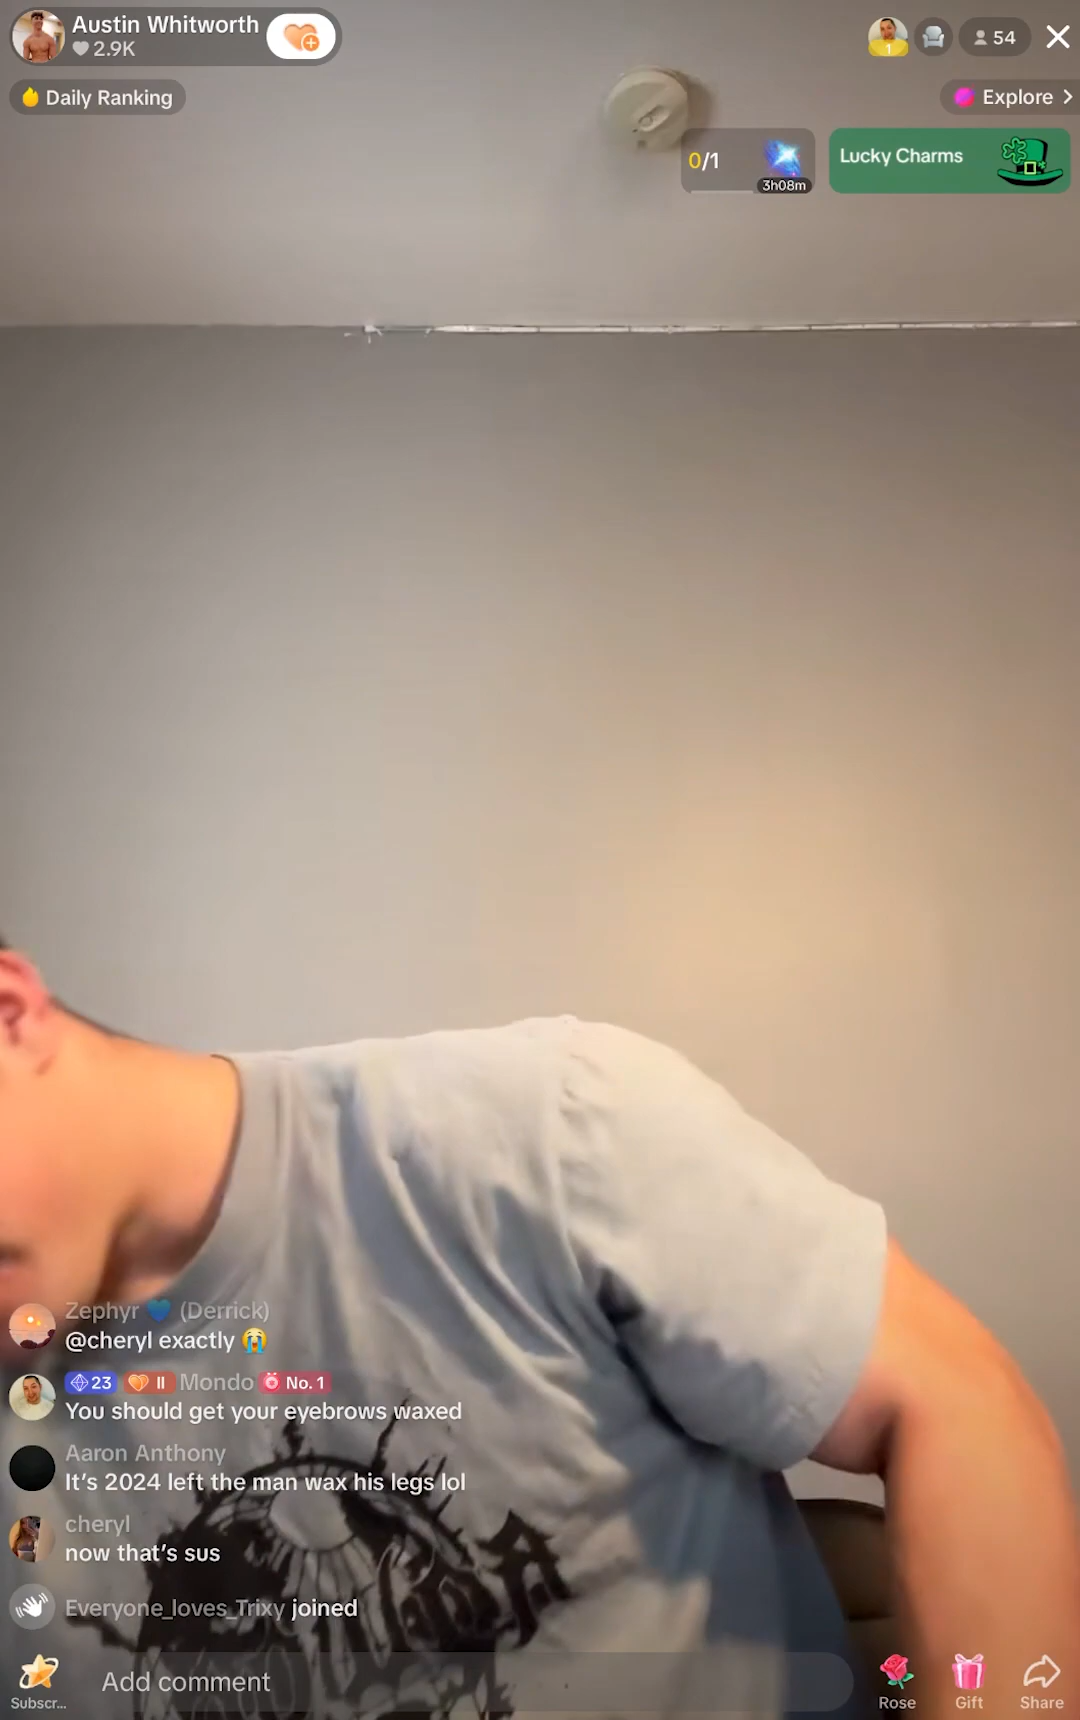 Austin Whitworth
2.9K
1
54
Daily Ranking
Explore
0/1
3h08m
Lucky Charms
Zephyr 💙 (Derrick)
@cheryl exactly 😭
23 II Mondo No. 1
You should get your eyebrows waxed
Aaron Anthony
It's 2024 left the man wax his legs lol
cheryl
now that's sus
Everyone_loves_Trixy joined
Add comment
Subscr...
Rose
Gift
Share